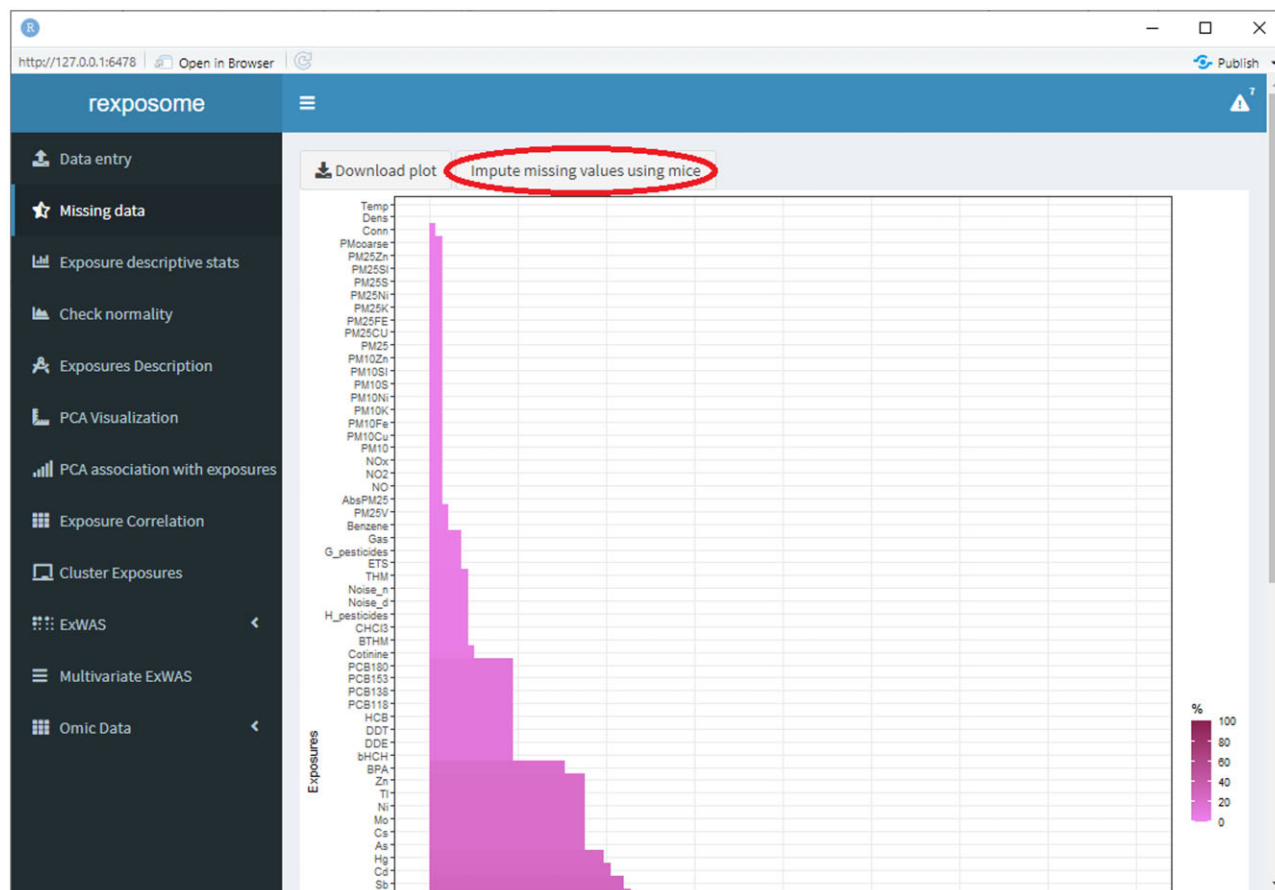 R
http://127.0.0.1:6478 Open in Browser Publish
rexposome
7
Data entry
Missing data
Exposure descriptive stats
Check normality
Exposures Description
PCA Visualization
PCA association with exposures
Exposure Correlation
Cluster Exposures
ExWAS
Multivariate ExWAS
Omic Data
Download plot Impute missing values using mice
Temp
Dens
Conn
PMcoarse
PM25Zn
PM25SI
PM25S
PM25Ni
PM25K
PM25FE
PM25CU
PM25
PM10Zn
PM10SI
PM10S
PM10Ni
PM10K
PM10Fe
PM10Cu
PM10
NOx
NO2
NO
AbsPM25
PM25V
Benzene
Gas
G_pesticides
ETS
THM
Noise_n
Noise_d
H_pesticides
CHCl3
BTHM
Cotinine
PCB180
PCB153
PCB138
PCB118
HCB
DDT
DDE
bHCH
BPA
Zn
Tl
Ni
Mo
Cs
As
Hg
Cd
Sb
Exposures
%
100
80
60
40
20
0